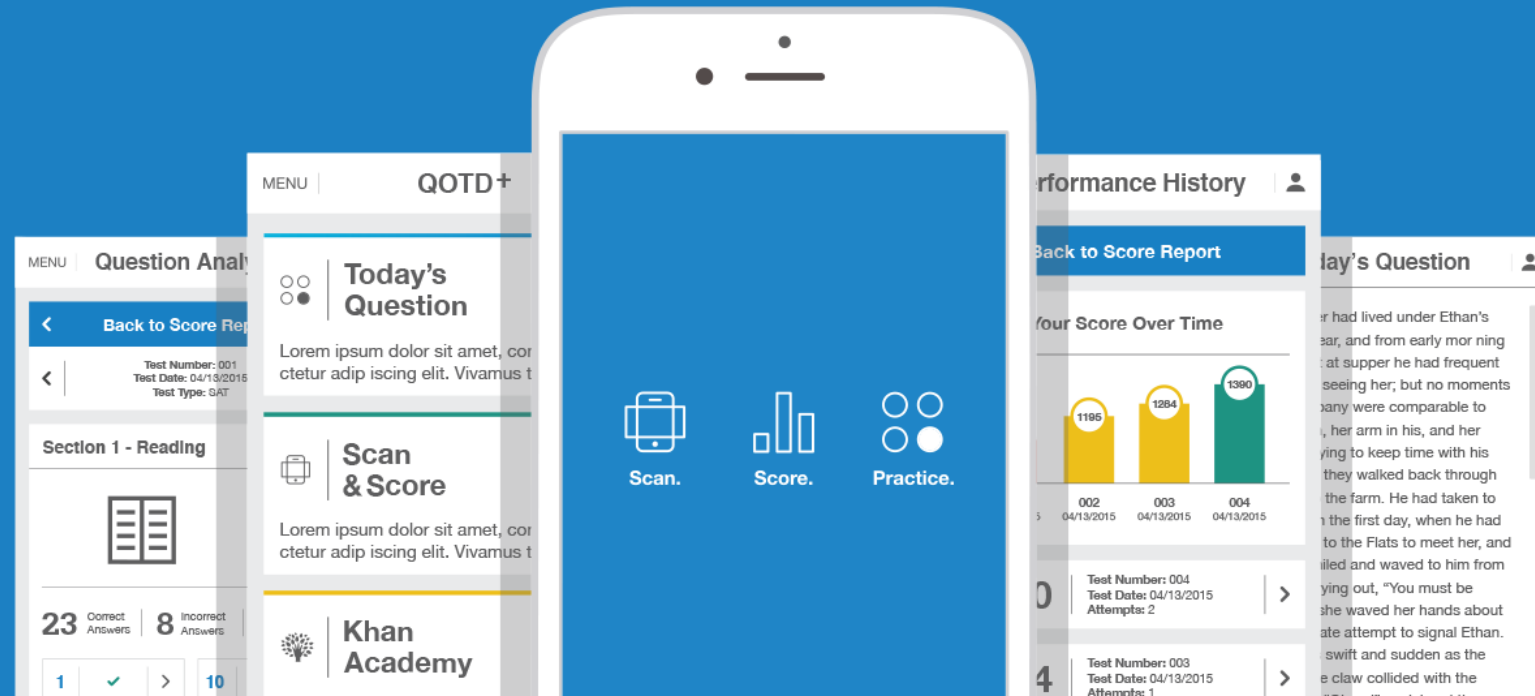 MENU
Question Analy
Back to Score Rep
Test Number: 001
Test Date: 04/13/2015
Test Type: SAT
Section 1 - Reading
23 Correct Answers
8 Incorrect Answers
1
10
MENU
QOTD+
Today's
Question
Lorem ipsum dolor sit amet, con
ctetur adip iscing elit. Vivamus t
Scan
& Score
Lorem ipsum dolor sit amet, con
ctetur adip iscing elit. Vivamus t
Khan
Academy
Scan.
Score.
Practice.
rformance History
Back to Score Report
Your Score Over Time
1195
1284
1390
002
04/13/2015
003
04/13/2015
004
04/13/2015
0
Test Number: 004
Test Date: 04/13/2015
Attempts: 2
4
Test Number: 003
Test Date: 04/13/2015
Attempts: 1
day's Question
r had lived under Ethan's
ear, and from early mor ning
at supper he had frequent
seeing her; but no moments
pany were comparable to
, her arm in his, and her
ying to keep time with his
they walked back through
the farm. He had taken to
the first day, when he had
to the Flats to meet her, and
iled and waved to him from
ying out, "You must be
she waved her hands about
ate attempt to signal Ethan.
swift and sudden as the
e claw collided with the